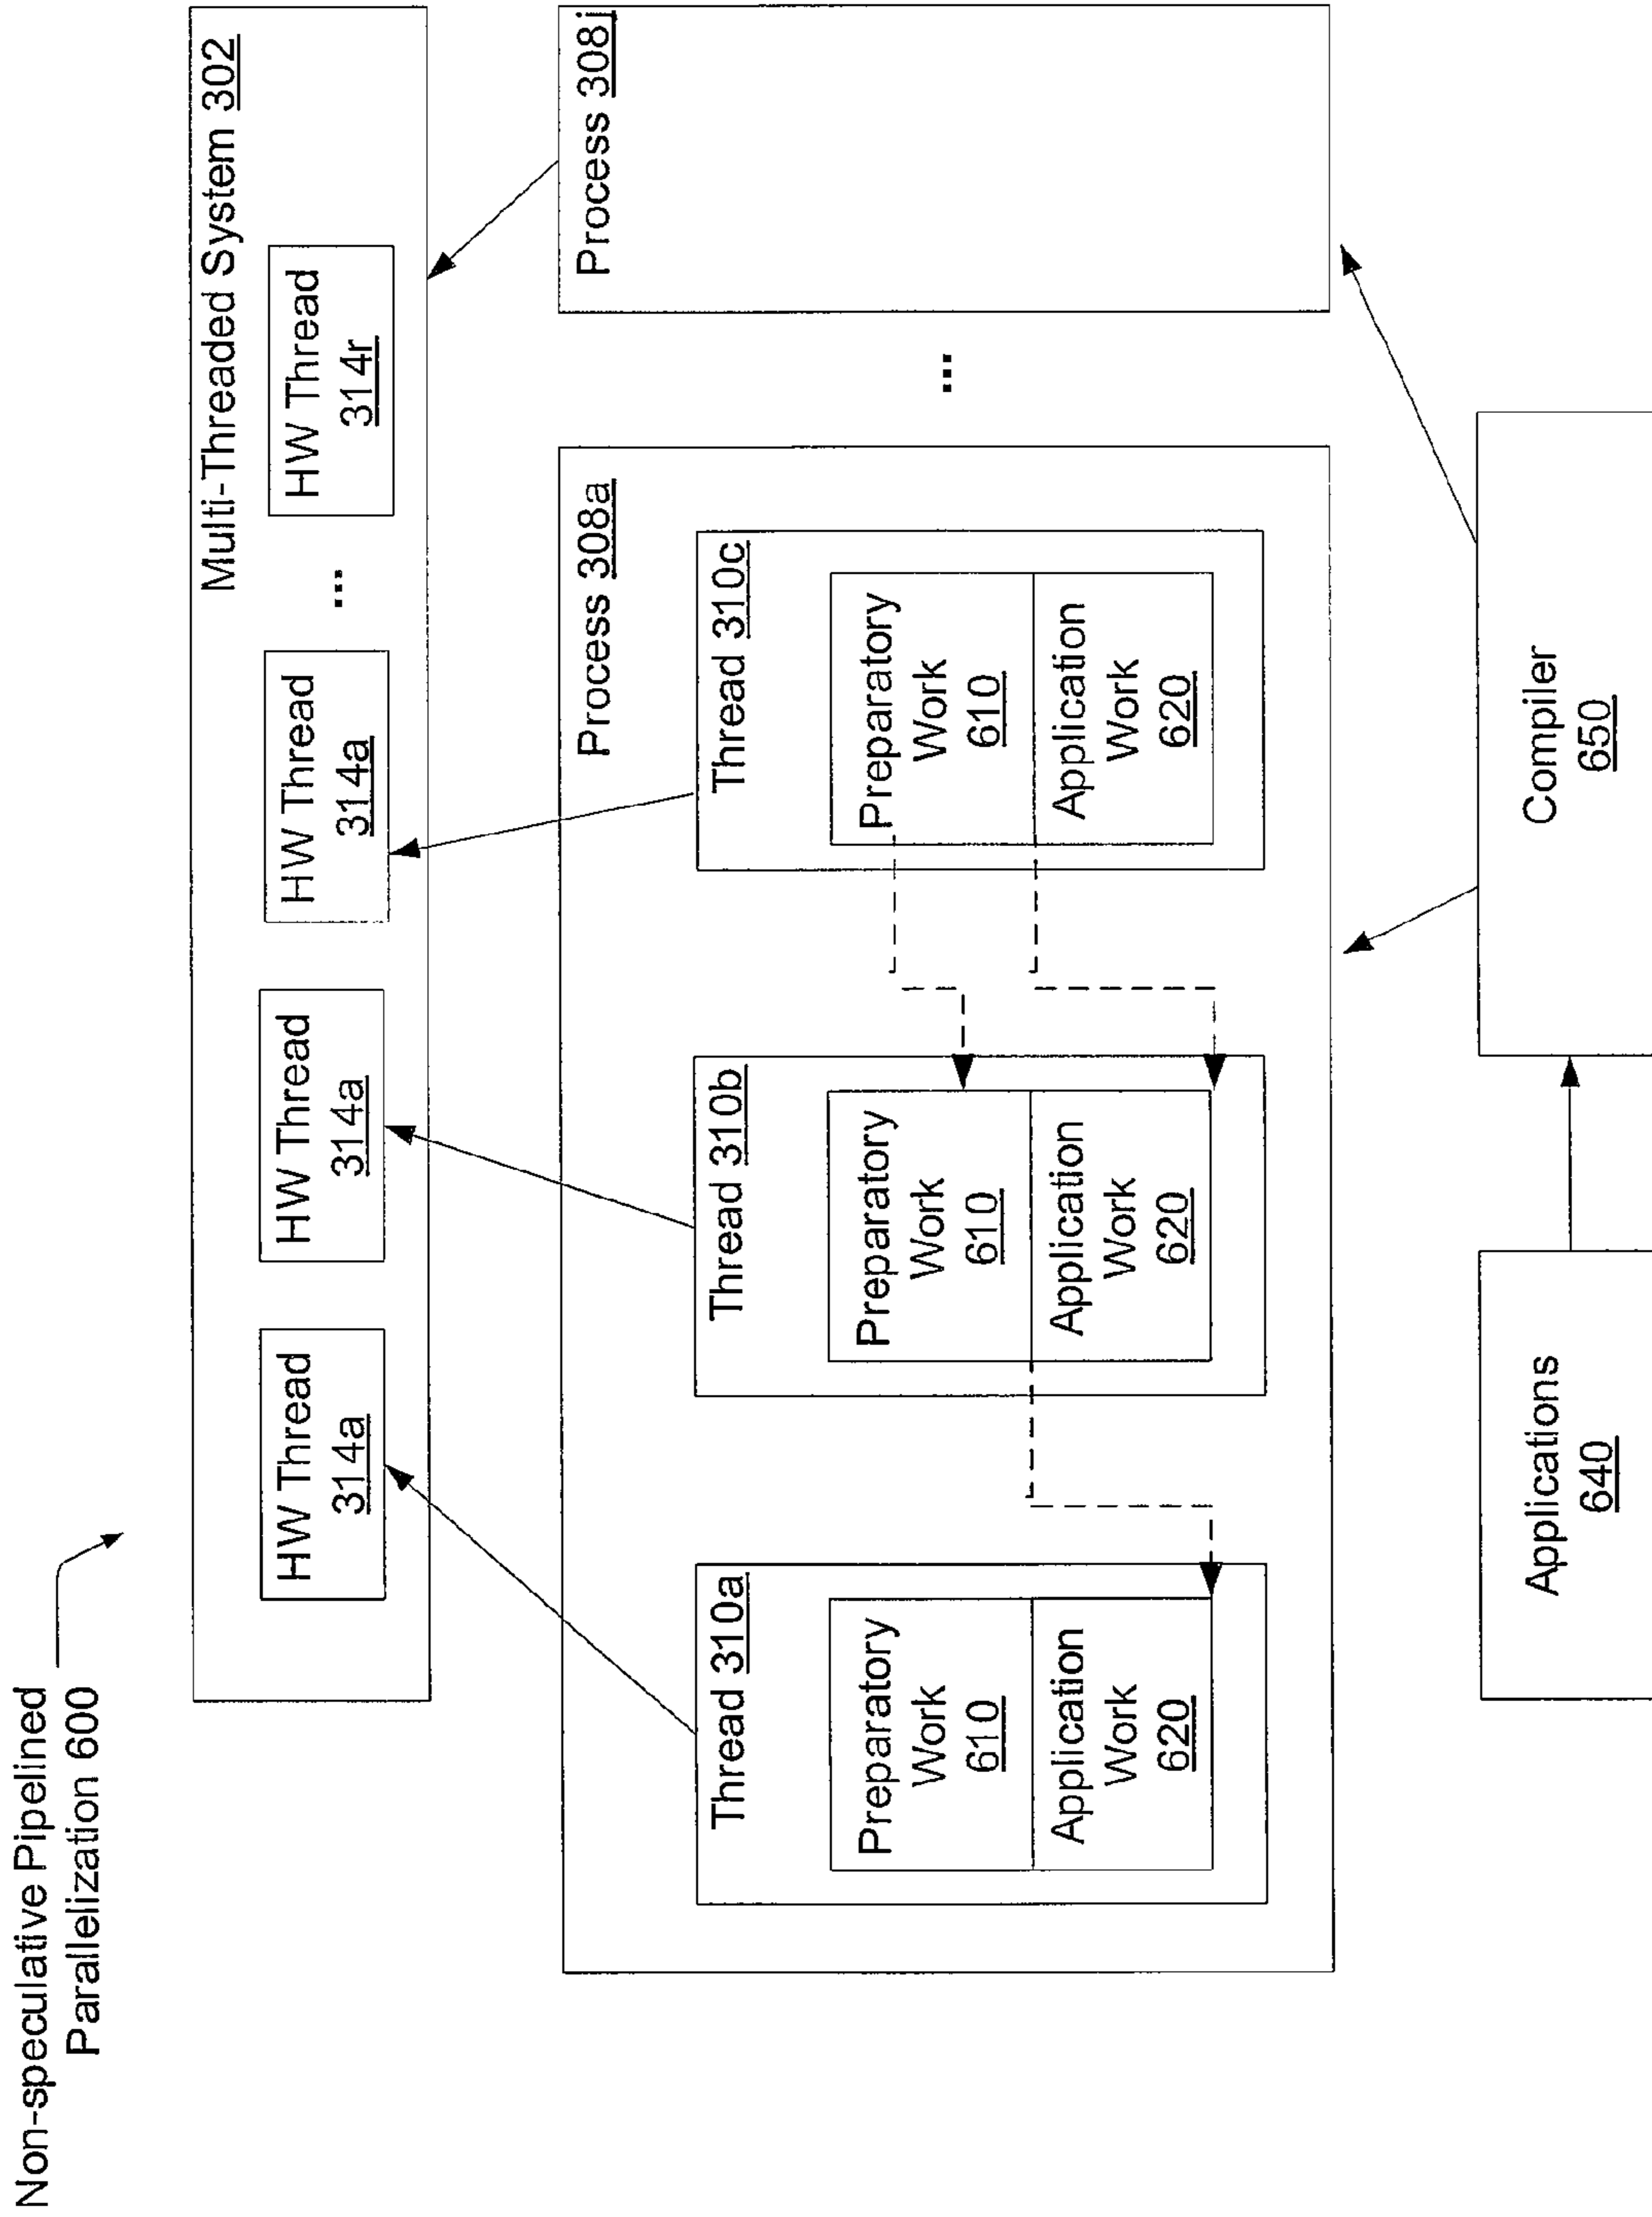 Non-speculative Pipelined
Parallelization 600
Multi-Threaded System 302
HW Thread
314a
HW Thread
314a
HW Thread
314a
...
HW Thread
314r
Process 308a
Thread 310a
Preparatory
Work
610
Application
Work
620
Thread 310b
Preparatory
Work
610
Application
Work
620
Thread 310c
Preparatory
Work
610
Application
Work
620
...
Process 308j
Applications
640
Compiler
650